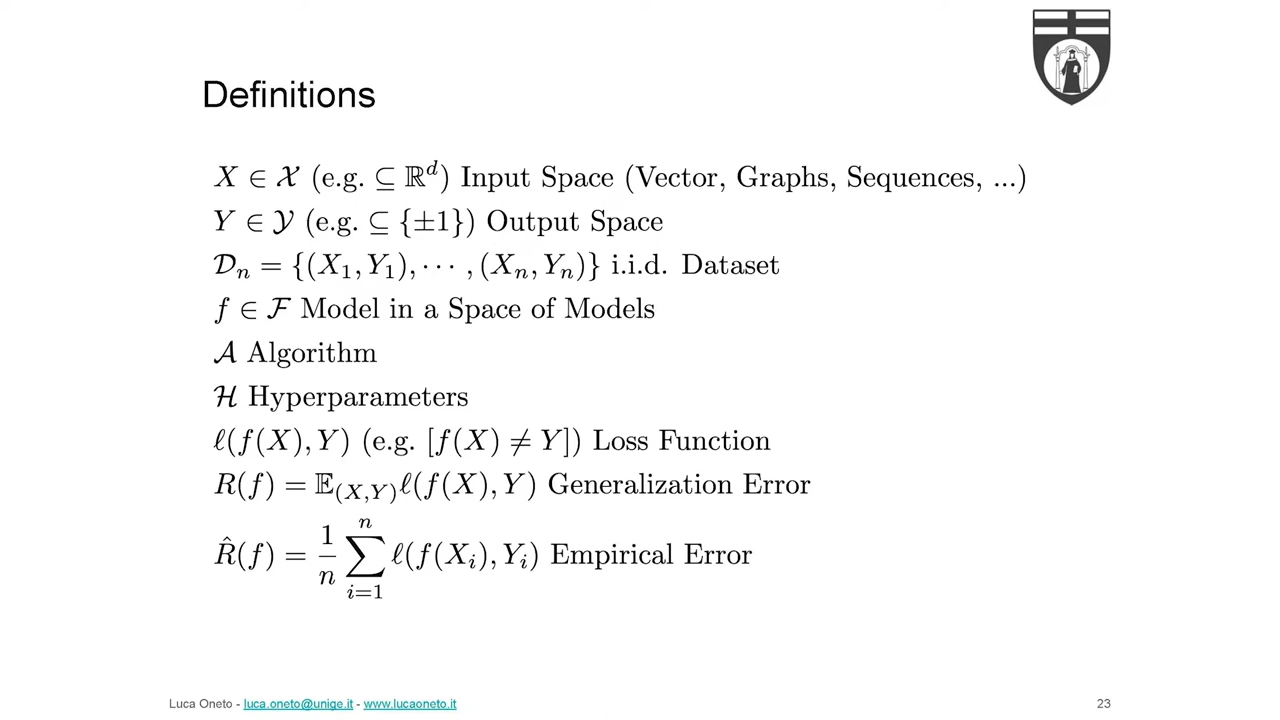 Definitions
X ∈ 𝒳 (e.g. ⊆ ℝ^d) Input Space (Vector, Graphs, Sequences, ...)
Y ∈ 𝒴 (e.g. ⊆ {±1}) Output Space
𝒟_n = {(X_1, Y_1), ⋯ , (X_n, Y_n)} i.i.d. Dataset
f ∈ ℱ Model in a Space of Models
𝒜 Algorithm
ℋ Hyperparameters
ℓ(f(X), Y) (e.g. [f(X) ≠ Y]) Loss Function
R(f) = 𝔼_(X,Y) ℓ(f(X), Y) Generalization Error
R̂(f) = 1/n ∑_{i=1}^n ℓ(f(X_i), Y_i) Empirical Error
Luca Oneto - luca.oneto@unige.it - www.lucaoneto.it 23